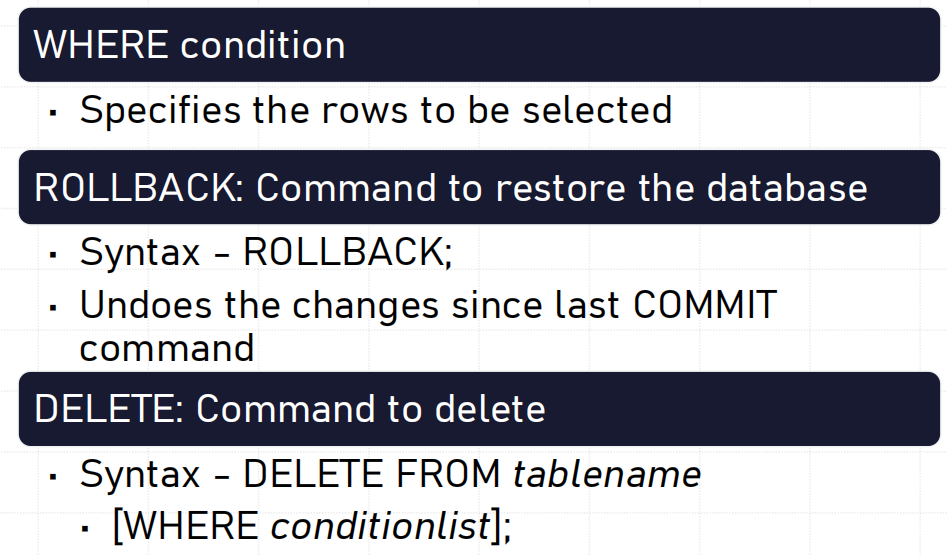 WHERE condition
▪ Specifies the rows to be selected
ROLLBACK: Command to restore the database
▪ Syntax – ROLLBACK;
▪ Undoes the changes since last COMMIT
command
DELETE: Command to delete
▪ Syntax – DELETE FROM tablename
▪ [WHERE conditionlist];